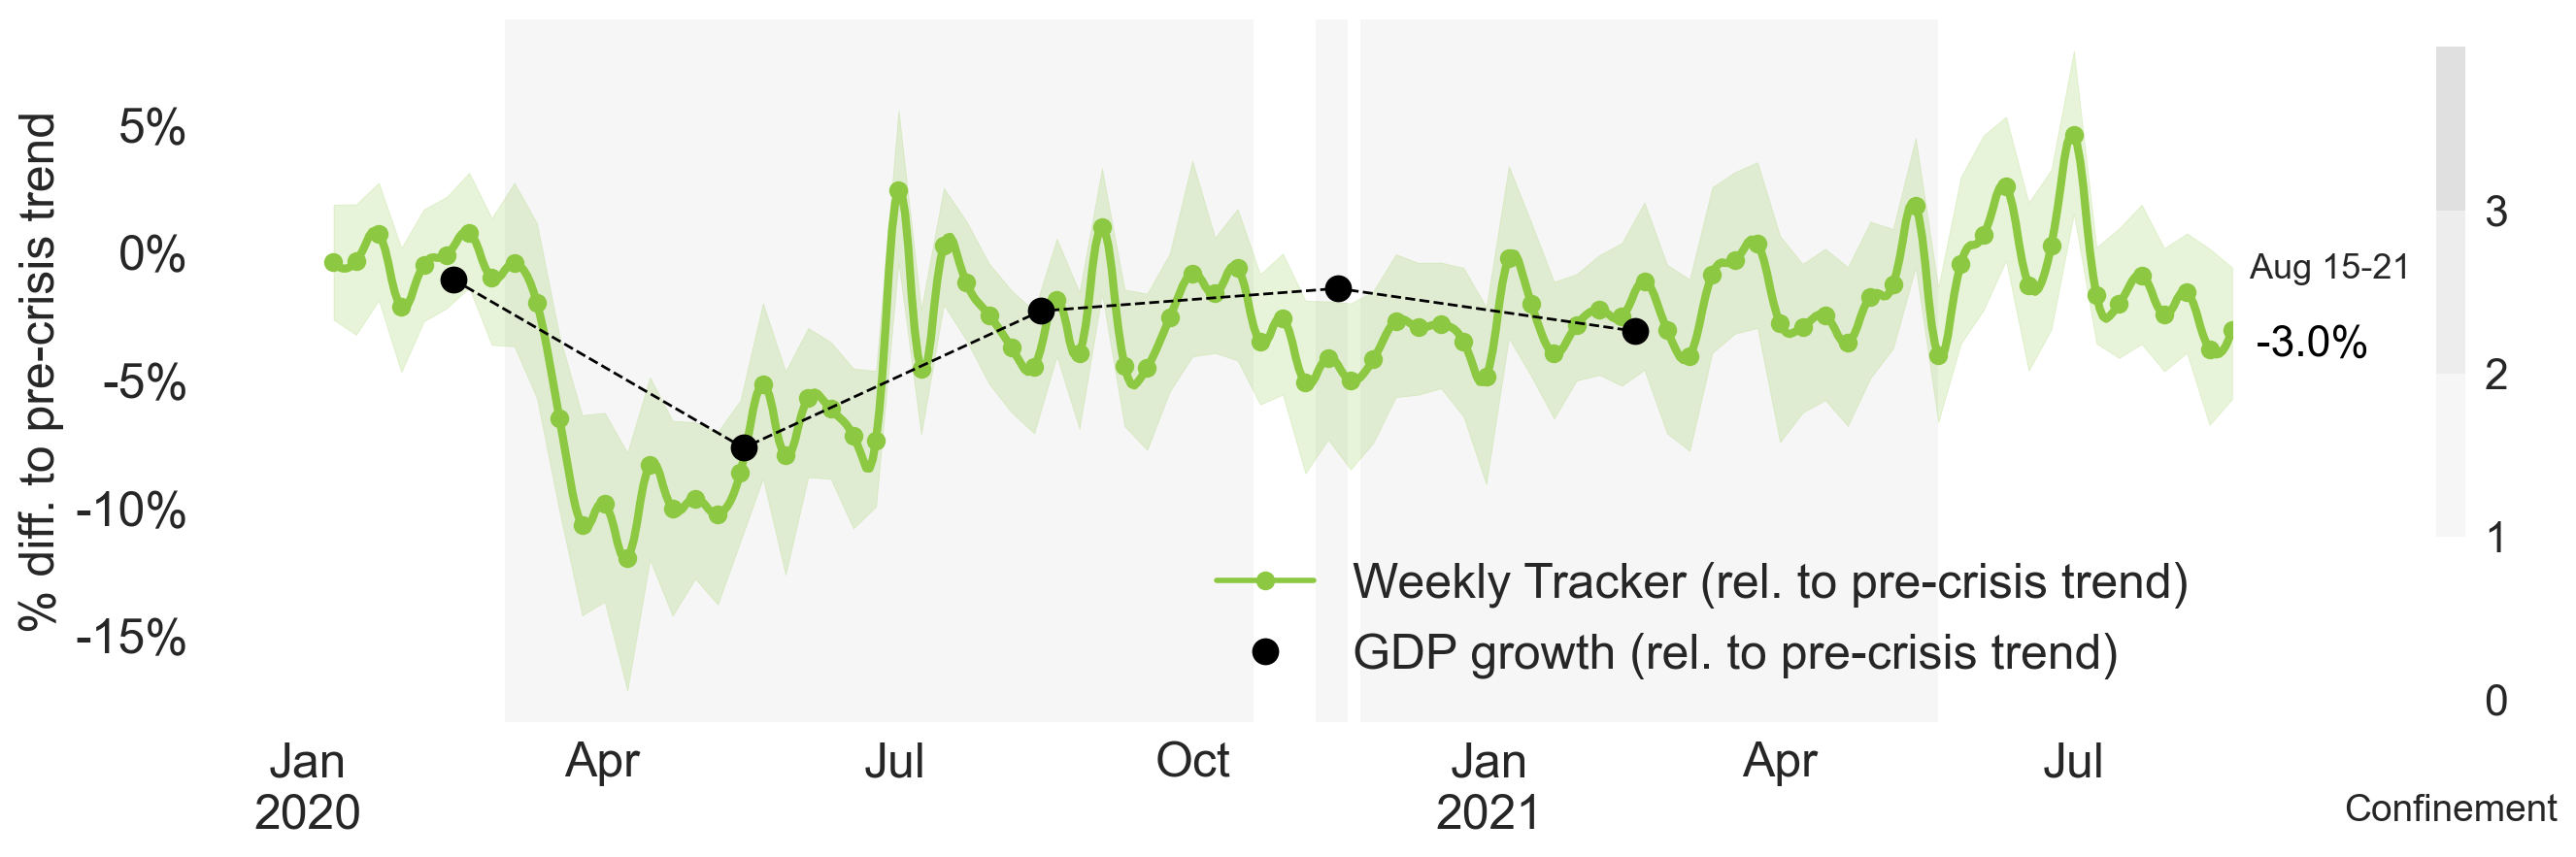 % diff. to pre-crisis trend
5%
0%
-5%
-10%
-15%
Jan
2020
Apr
Jul
Oct
Jan
2021
Apr
Jul
Weekly Tracker (rel. to pre-crisis trend)
GDP growth (rel. to pre-crisis trend)
Aug 15-21
-3.0%
3
2
1
0
Confinement